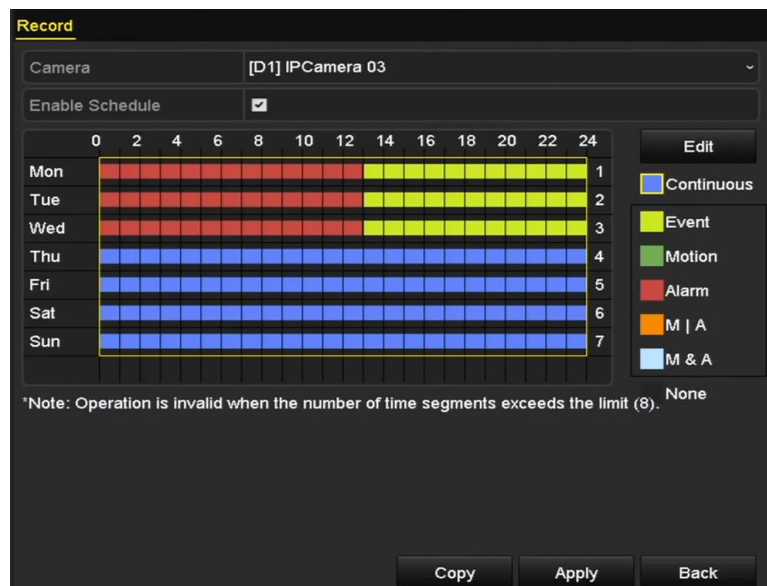 Record
Camera [D1] IPCamera 03
Enable Schedule
0 2 4 6 8 10 12 14 16 18 20 22 24
Edit
Mon 1
Continuous
Tue 2
Wed 3
Event
Thu 4
Motion
Fri 5
Alarm
Sat 6
M | A
Sun 7
M & A
None
*Note: Operation is invalid when the number of time segments exceeds the limit (8).
Copy Apply Back